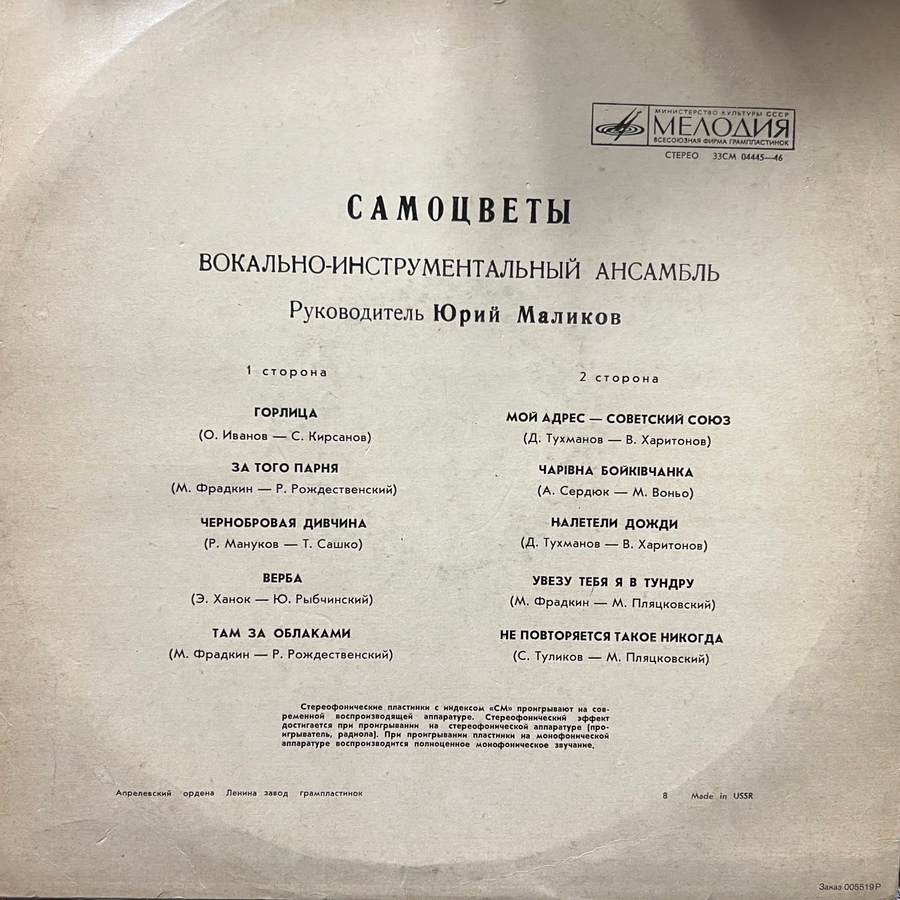 МИНИСТЕРСТВО КУЛЬТУРЫ СССР
МЕЛОДИЯ
ВСЕСОЮЗНАЯ ФИРМА ГРАМПЛАСТИНОК
СТЕРЕО 33СМ 04445—46
САМОЦВЕТЫ
ВОКАЛЬНО-ИНСТРУМЕНТАЛЬНЫЙ АНСАМБЛЬ
Руководитель Юрий Маликов
1 сторона
ГОРЛИЦА
(О. Иванов — С. Кирсанов)
ЗА ТОГО ПАРНЯ
(М. Фрадкин — Р. Рождественский)
ЧЕРНОБРОВАЯ ДИВЧИНА
(Р. Мануков — Т. Сашко)
ВЕРБА
(Э. Ханок — Ю. Рыбчинский)
ТАМ ЗА ОБЛАКАМИ
(М. Фрадкин — Р. Рождественский)
2 сторона
МОЙ АДРЕС — СОВЕТСКИЙ СОЮЗ
(Д. Тухманов — В. Харитонов)
ЧАРІВНА БОЙКІВЧАНКА
(А. Сердюк — М. Воньо)
НАЛЕТЕЛИ ДОЖДИ
(Д. Тухманов — В. Харитонов)
УВЕЗУ ТЕБЯ Я В ТУНДРУ
(М. Фрадкин — М. Пляцковский)
НЕ ПОВТОРЯЕТСЯ ТАКОЕ НИКОГДА
(С. Туликов — М. Пляцковский)
Стереофонические пластинки с индексом «СМ» проигрывают на сов-
ременной воспроизводящей аппаратуре. Стереофонический эффект
достигается при проигрывании на стереофонической аппаратуре (про-
игрыватель, радиола). При проигрывании пластинки на монофонической
аппаратуре воспроизводится полноценное монофоническое звучание.
Апрелевский ордена Ленина завод грампластинок
8 Made in USSR
Заказ 005519Р